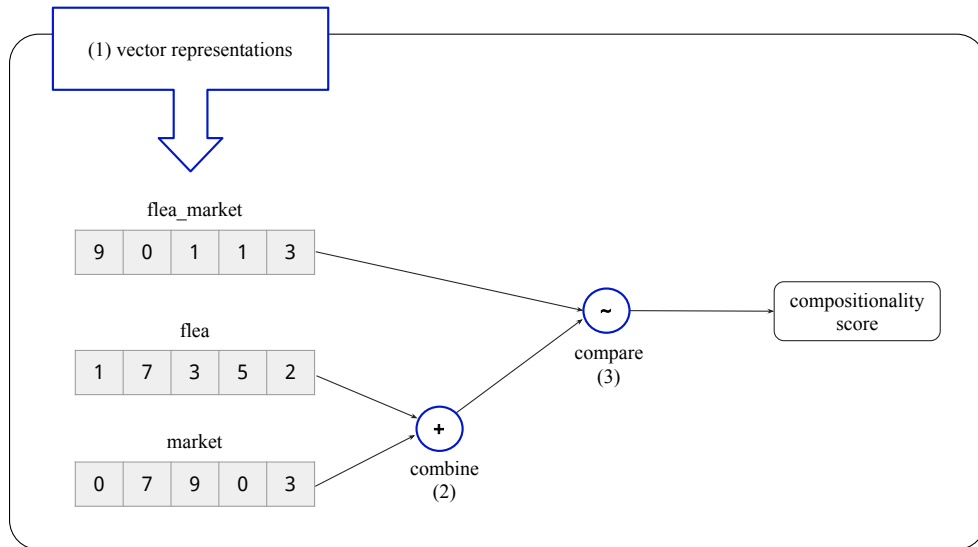 (1) vector representations
flea_market
9 0 1 1 3
flea
1 7 3 5 2
market
0 7 9 0 3
+
combine
(2)
~
compare
(3)
compositionality
score